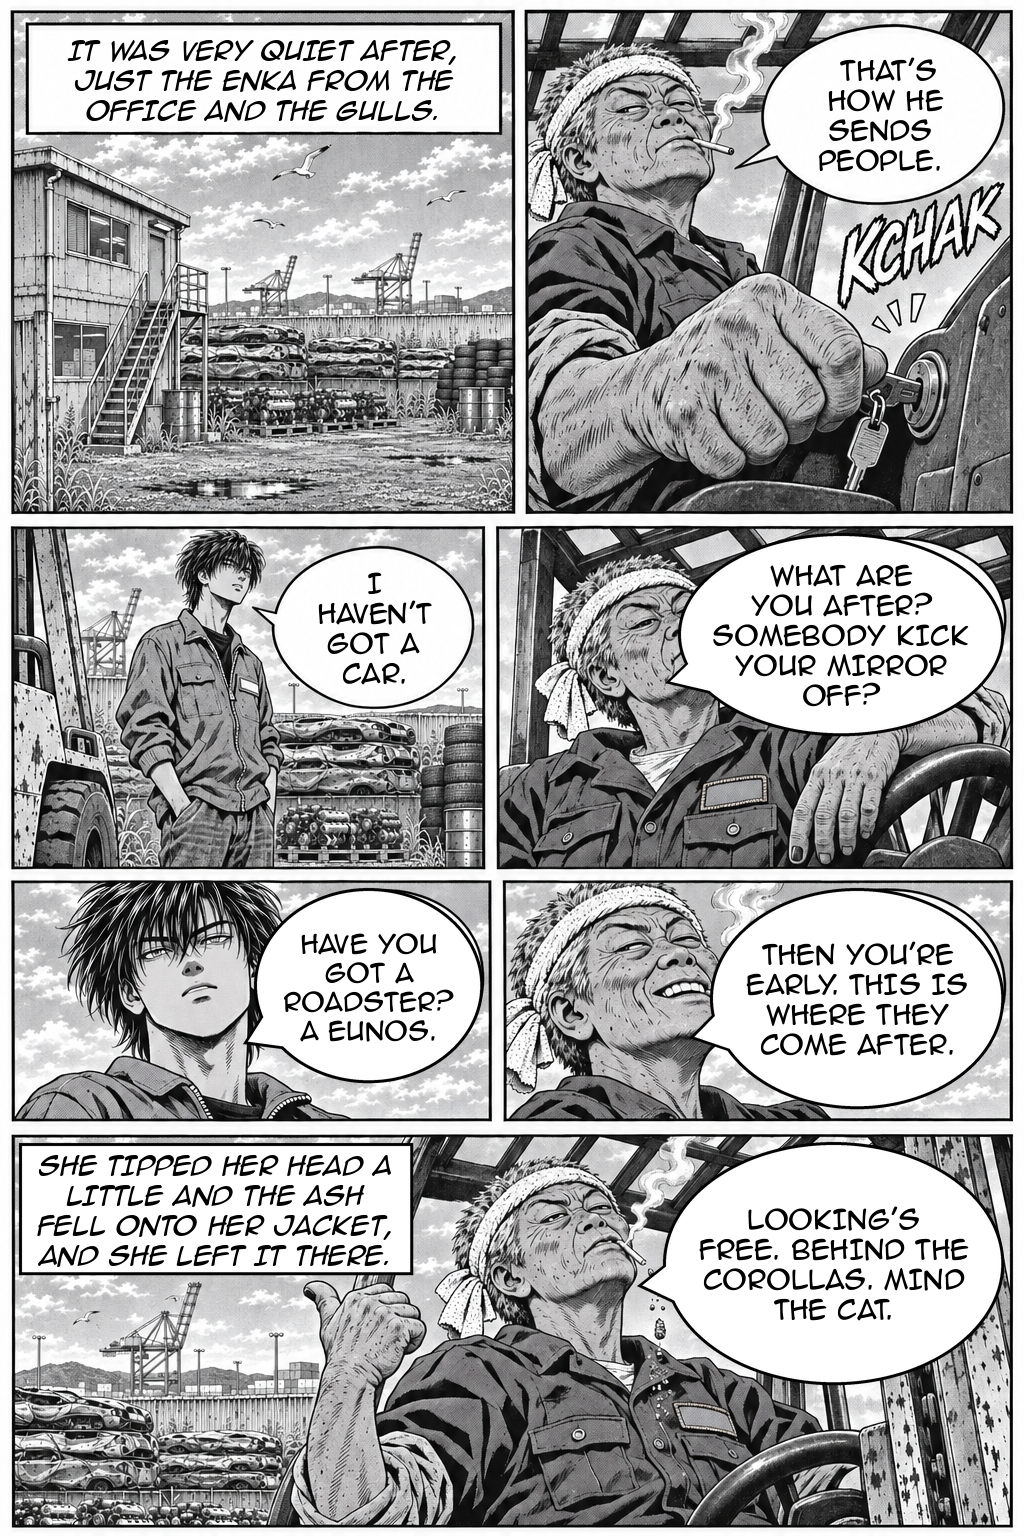 IT WAS VERY QUIET AFTER,
JUST THE ENKA FROM THE
OFFICE AND THE GULLS.
THAT'S
HOW HE
SENDS
PEOPLE.
KCHAK
I
HAVEN'T
GOT A
CAR.
WHAT ARE
YOU AFTER?
SOMEBODY KICK
YOUR MIRROR
OFF?
HAVE YOU
GOT A
ROADSTER?
A EUNOS.
THEN YOU'RE
EARLY. THIS IS
WHERE THEY
COME AFTER.
SHE TIPPED HER HEAD A
LITTLE AND THE ASH
FELL ONTO HER JACKET,
AND SHE LEFT IT THERE.
LOOKING'S
FREE. BEHIND THE
COROLLAS. MIND
THE CAT.